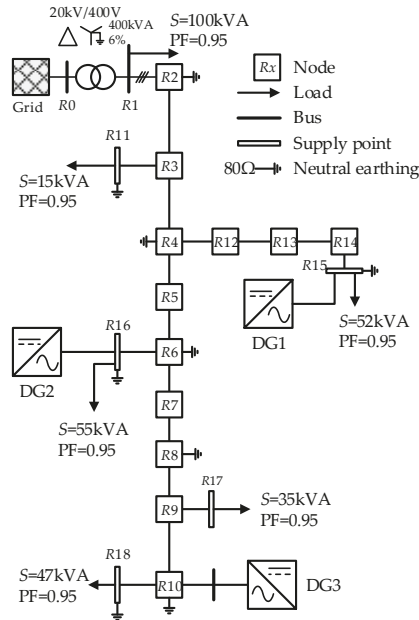 20kV/400V
400kVA
6%
S=100kVA
PF=0.95
Grid
R0
R1
R2
Rx Node
Load
Bus
Supply point
80Ω Neutral earthing
R11
R3
S=15kVA
PF=0.95
R4
R12
R13
R14
R15
R5
DG1
S=52kVA
PF=0.95
R16
R6
DG2
R7
S=55kVA
PF=0.95
R8
R17
R9
S=35kVA
PF=0.95
R18
S=47kVA
PF=0.95
R10
DG3